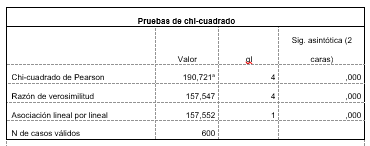 Pruebas de chi-cuadrado
Valor gl Sig. asintótica (2 caras)
Chi-cuadrado de Pearson 190,721ª 4 ,000
Razón de verosimilitud 157,547 4 ,000
Asociación lineal por lineal 157,552 1 ,000
N de casos válidos 600